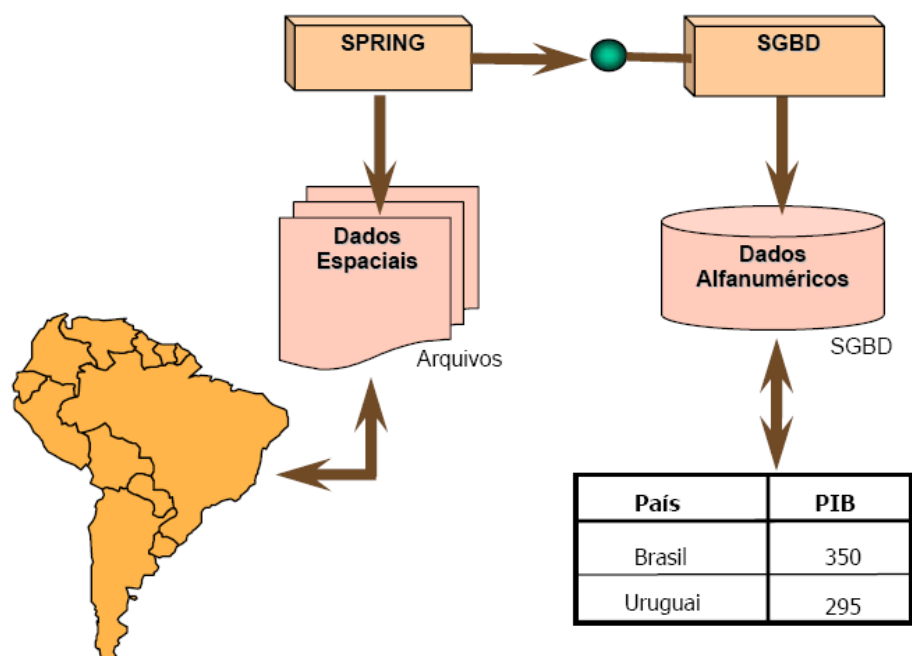 SPRING
SGBD
Dados
Espaciais
Arquivos
Dados
Alfanuméricos
SGBD
País PIB
Brasil 350
Uruguai 295